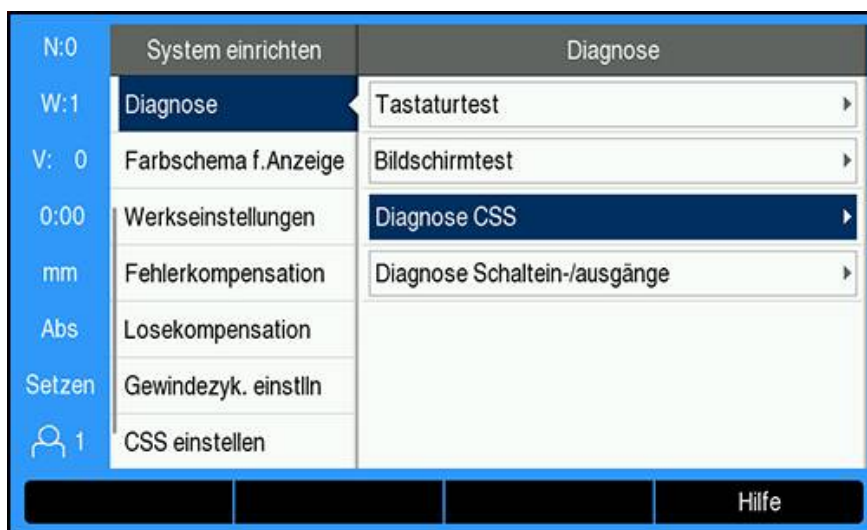 N:0
System einrichten
Diagnose
W:1
Diagnose
Tastaturtest
V: 0
Farbschema f.Anzeige
Bildschirmtest
0:00
Werkseinstellungen
Diagnose CSS
mm
Fehlerkompensation
Diagnose Schaltein-/ausgänge
Abs
Losekompensation
Setzen
Gewindezyk. einstlln
1
CSS einstellen
Hilfe